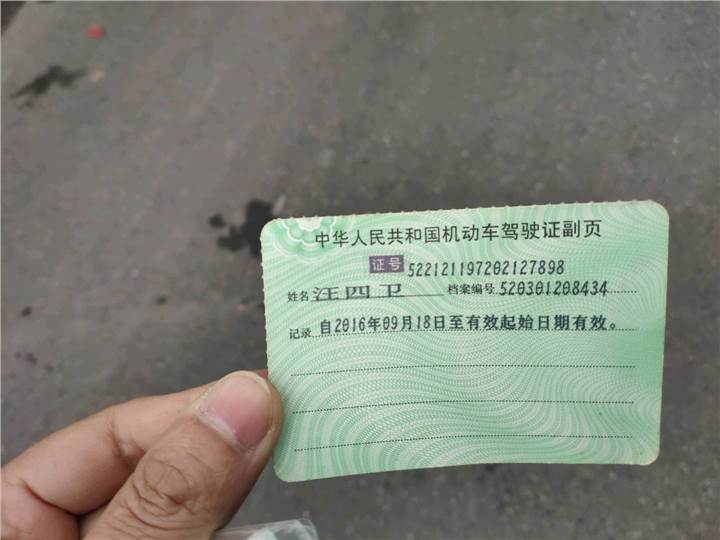 中华人民共和国机动车驾驶证副页
证号 522121197202127898
姓名 汪四卫 档案编号 520301208434
记录 自2016年09月18日至有效起始日期有效。